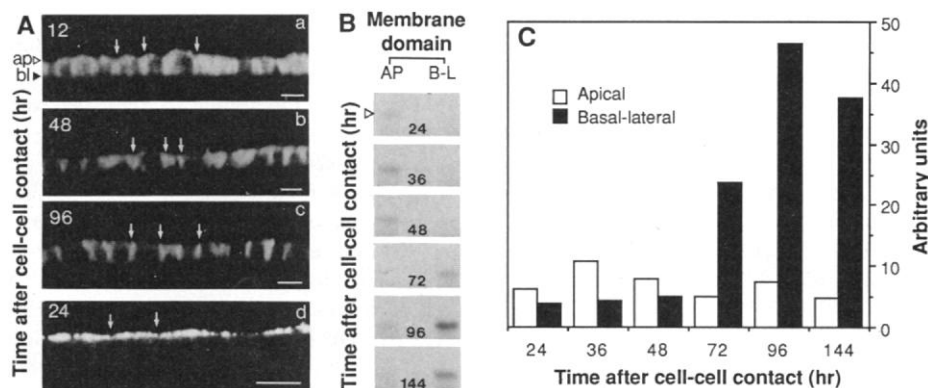 A
Time after cell-cell contact (hr)
12
a
ap
bl
48
b
96
c
24
d
B
Membrane
domain
AP B-L
Time after cell-cell contact (hr)
24
36
48
72
96
144
C
Apical
Basal-lateral
50
40
30
20
10
0
Arbitrary units
24 36 48 72 96 144
Time after cell-cell contact (hr)